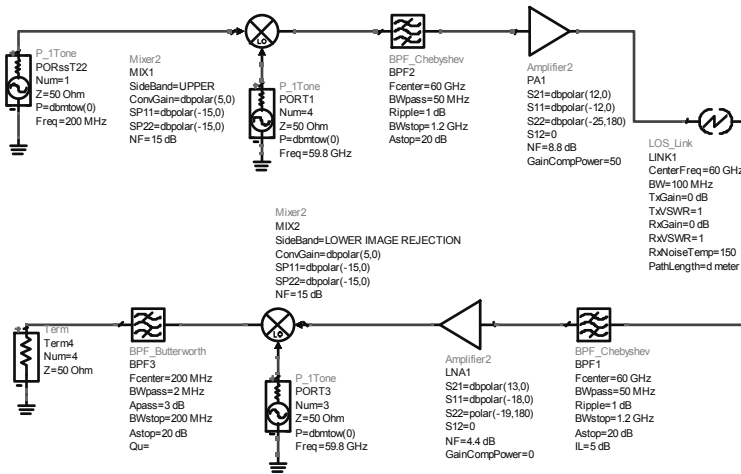 P_1Tone
PORssT22
Num=1
Z=50 Ohm
P=dbmtow(0)
Freq=200 MHz
Mixer2
MIX1
SideBand=UPPER
ConvGain=dbpolar(5,0)
SP11=dbpolar(-15,0)
SP22=dbpolar(-15,0)
NF=15 dB
LO
P_1Tone
PORT1
Num=4
Z=50 Ohm
P=dbmtow(0)
Freq=59.8 GHz
BPF_Chebyshev
BPF2
Fcenter=60 GHz
BWpass=50 MHz
Ripple=1 dB
BWstop=1.2 GHz
Astop=20 dB
Amplifier2
PA1
S21=dbpolar(12,0)
S11=dbpolar(-12,0)
S22=dbpolar(-25,180)
S12=0
NF=8.8 dB
GainCompPower=50
LOS_Link
LINK1
CenterFreq=60 GHz
BW=100 MHz
TxGain=0 dB
TxVSWR=1
RxGain=0 dB
RxVSWR=1
RxNoiseTemp=150
PathLength=d meter
Term
Term4
Num=4
Z=50 Ohm
BPF_Butterworth
BPF3
Fcenter=200 MHz
BWpass=2 MHz
Apass=3 dB
BWstop=200 MHz
Astop=20 dB
Qu=
Mixer2
MIX2
SideBand=LOWER IMAGE REJECTION
ConvGain=dbpolar(5,0)
SP11=dbpolar(-15,0)
SP22=dbpolar(-15,0)
NF=15 dB
LO
P_1Tone
PORT3
Num=3
Z=50 Ohm
P=dbmtow(0)
Freq=59.8 GHz
Amplifier2
LNA1
S21=dbpolar(13,0)
S11=dbpolar(-18,0)
S22=polar(-19,180)
S12=0
NF=4.4 dB
GainCompPower=0
BPF_Chebyshev
BPF1
Fcenter=60 GHz
BWpass=50 MHz
Ripple=1 dB
BWstop=1.2 GHz
Astop=20 dB
IL=5 dB